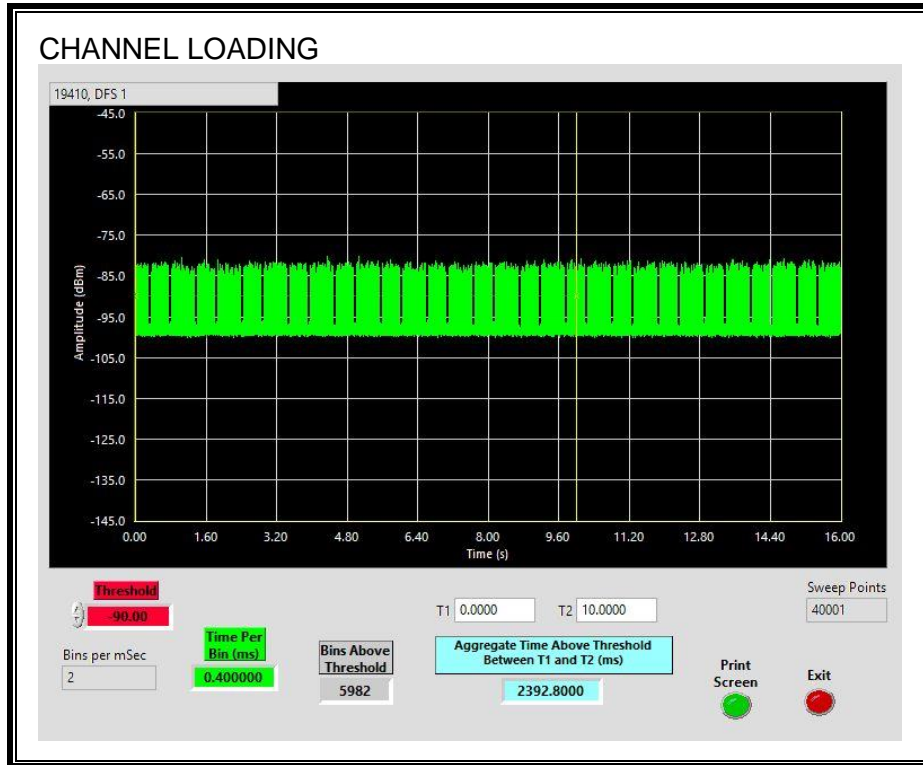 CHANNEL LOADING
19410, DFS 1
-45.0
-55.0
-65.0
-75.0
-85.0
-95.0
-105.0
-115.0
-125.0
-135.0
-145.0
Amplitude (dBm)
0.00 1.60 3.20 4.80 6.40 8.00 9.60 11.20 12.80 14.40 16.00
Time (s)
Threshold
-90.00
Bins per mSec
2
Time Per
Bin (ms)
0.400000
Bins Above
Threshold
5982
T1 0.0000 T2 10.0000
Aggregate Time Above Threshold
Between T1 and T2 (ms)
2392.8000
Sweep Points
40001
Print
Screen
Exit